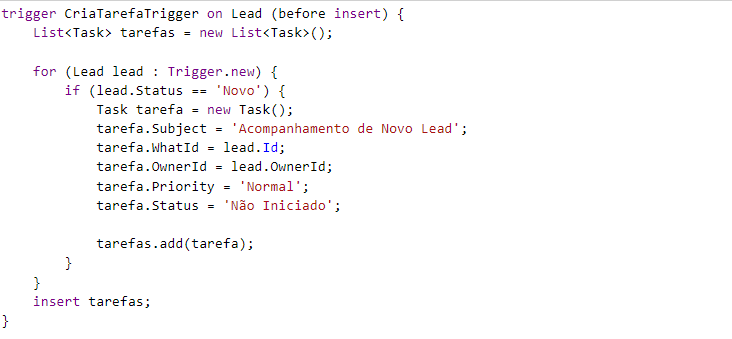 trigger CriaTarefaTrigger on Lead (before insert) {
    List<Task> tarefas = new List<Task>();

    for (Lead lead : Trigger.new) {
        if (lead.Status == 'Novo') {
            Task tarefa = new Task();
            tarefa.Subject = 'Acompanhamento de Novo Lead';
            tarefa.WhatId = lead.Id;
            tarefa.OwnerId = lead.OwnerId;
            tarefa.Priority = 'Normal';
            tarefa.Status = 'Não Iniciado';

            tarefas.add(tarefa);
        }
    }
    insert tarefas;
}